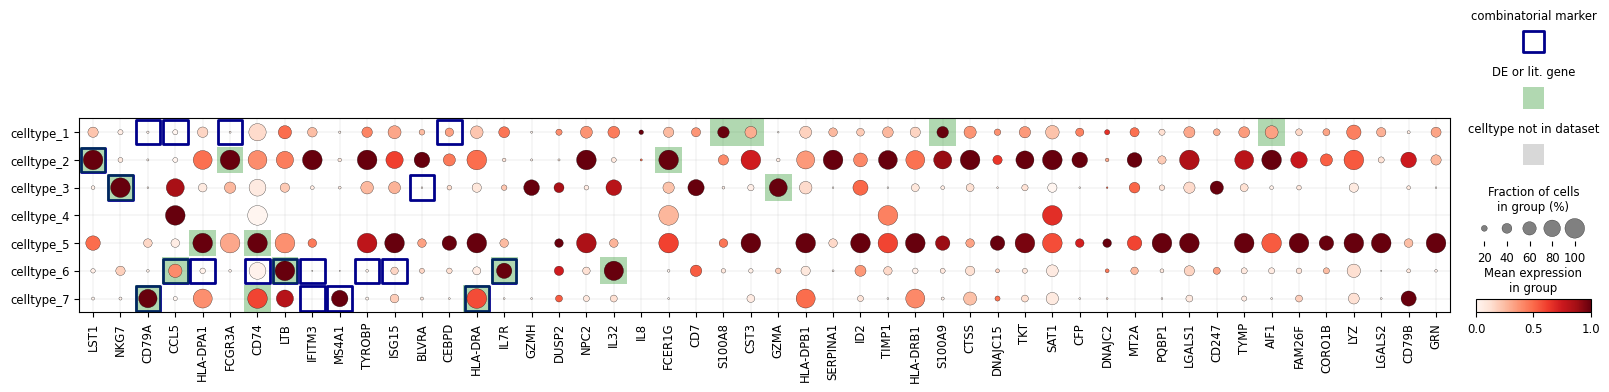 combinatorial marker
DE or lit. gene
celltype not in dataset
Fraction of cells
in group (%)
20 40 60 80 100
Mean expression
in group
0.0 0.5 1.0
celltype_1
celltype_2
celltype_3
celltype_4
celltype_5
celltype_6
celltype_7
LST1
NKG7
CD79A
CCL5
HLA-DPA1
FCGR3A
CD74
LTB
IFITM3
MS4A1
TYROBP
ISG15
BLVRA
CEBPD
HLA-DRA
IL7R
GZMH
DUSP2
NPC2
IL32
IL8
FCER1G
CD7
S100A8
CST3
GZMA
HLA-DPB1
SERPINA1
ID2
TIMP1
HLA-DRB1
S100A9
CTSS
DNAJC15
TKT
SAT1
CFP
DNAJC2
MT2A
PQBP1
LGALS1
CD247
TYMP
AIF1
FAM26F
CORO1B
LYZ
LGALS2
CD79B
GRN